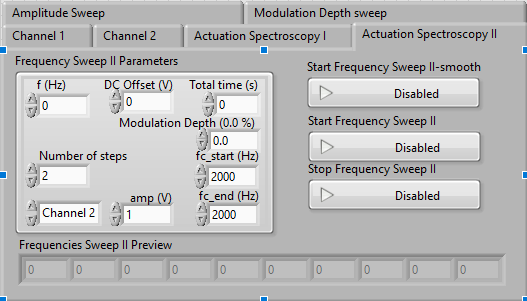 Amplitude Sweep Modulation Depth sweep
Channel 1 Channel 2 Actuation Spectroscopy I Actuation Spectroscopy II
Frequency Sweep II Parameters
f (Hz) DC Offset (V) Total time (s)
0 0 0
Modulation Depth (0.0 %)
0.0
Number of steps fc_start (Hz)
2 2000
amp (V) fc_end (Hz)
Channel 2 1 2000
Start Frequency Sweep II-smooth
Disabled
Start Frequency Sweep II
Disabled
Stop Frequency Sweep II
Disabled
Frequencies Sweep II Preview
0 0 0 0 0 0 0 0 0 0